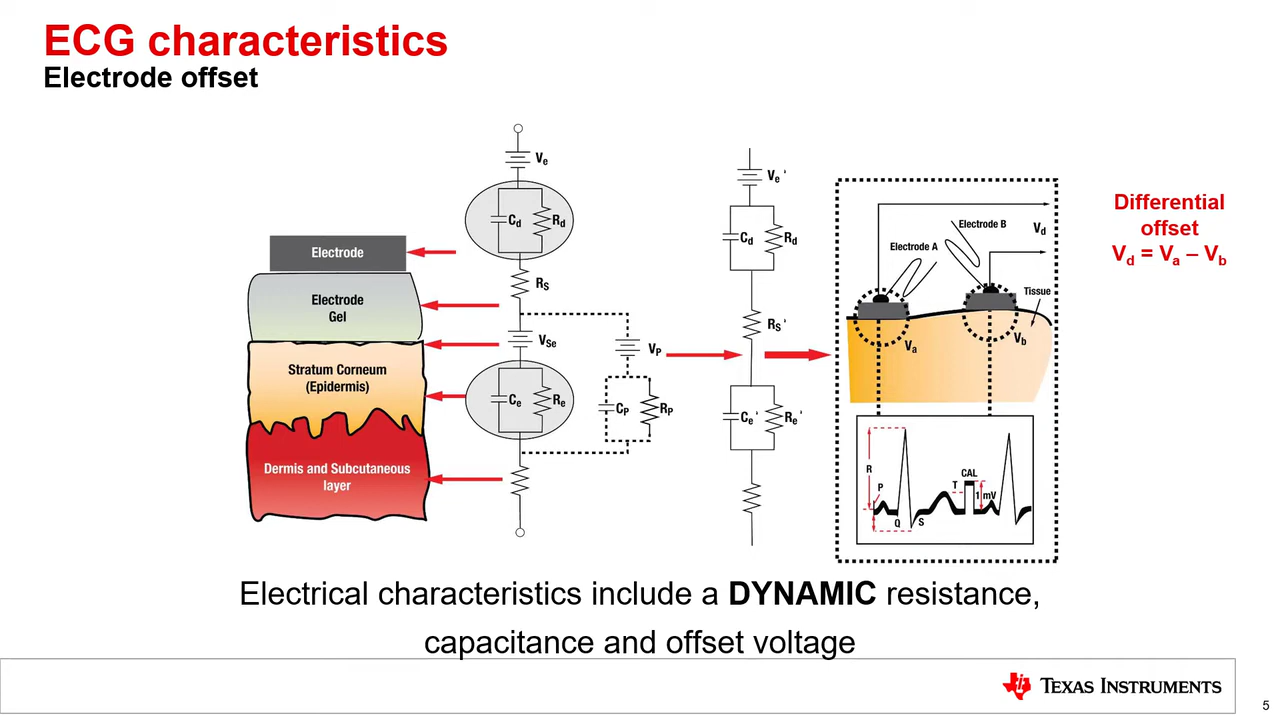 ECG characteristics
Electrode offset
Electrode
Electrode
Gel
Stratum Corneum
(Epidermis)
Dermis and Subcutaneous
layer
Ve
Cd
Rd
RS
VSe
Ce
Re
VP
CP
RP
Ve '
Cd
Rd
RS '
Ce '
Re '
Electrode B
Vd
Electrode A
Tissue
Va
Vb
R
P
Q
S
T
CAL
1 mV
Differential
offset
Vd = Va – Vb
Electrical characteristics include a DYNAMIC resistance,
capacitance and offset voltage
TEXAS INSTRUMENTS
5